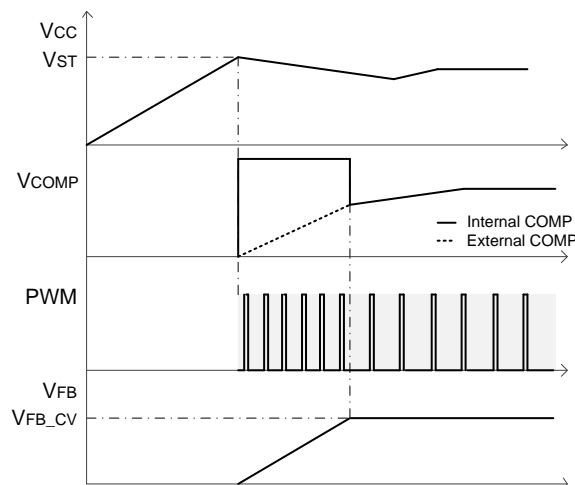 VCC
VST
VCOMP
Internal COMP
External COMP
PWM
VFB
VFB_CV